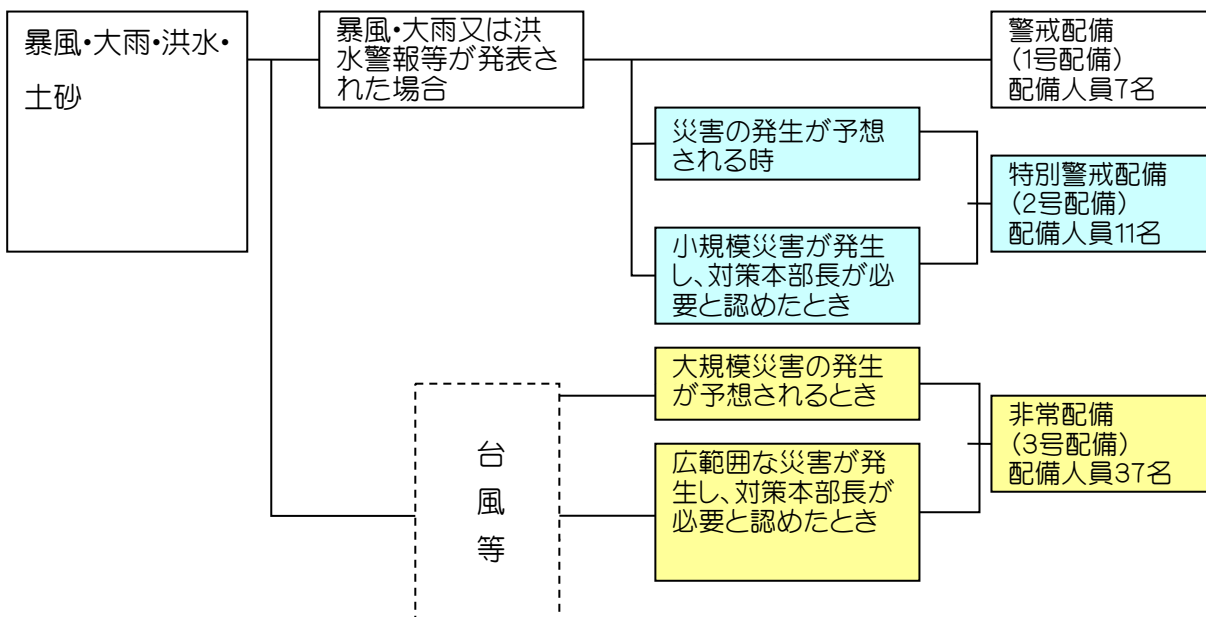 暴風・大雨・洪水・
土砂
暴風・大雨又は洪
水警報等が発表さ
れた場合
警戒配備
(1号配備)
配備人員7名
災害の発生が予想
される時
特別警戒配備
(2号配備)
配備人員11名
小規模災害が発生
し、対策本部長が必
要と認めたとき
大規模災害の発生
が予想されるとき
非常配備
(3号配備)
配備人員37名
広範囲な災害が発
生し、対策本部長が
必要と認めたとき
台
風
等